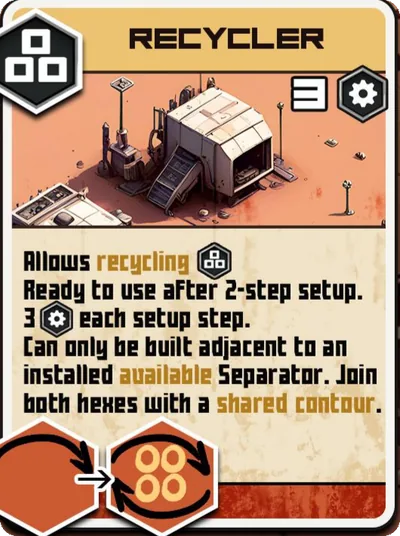 RECYCLER
3
Allows recycling
Ready to use after 2-step setup.
3 each setup step.
Can only be built adjacent to an
installed available Separator. Join
both hexes with a shared contour.